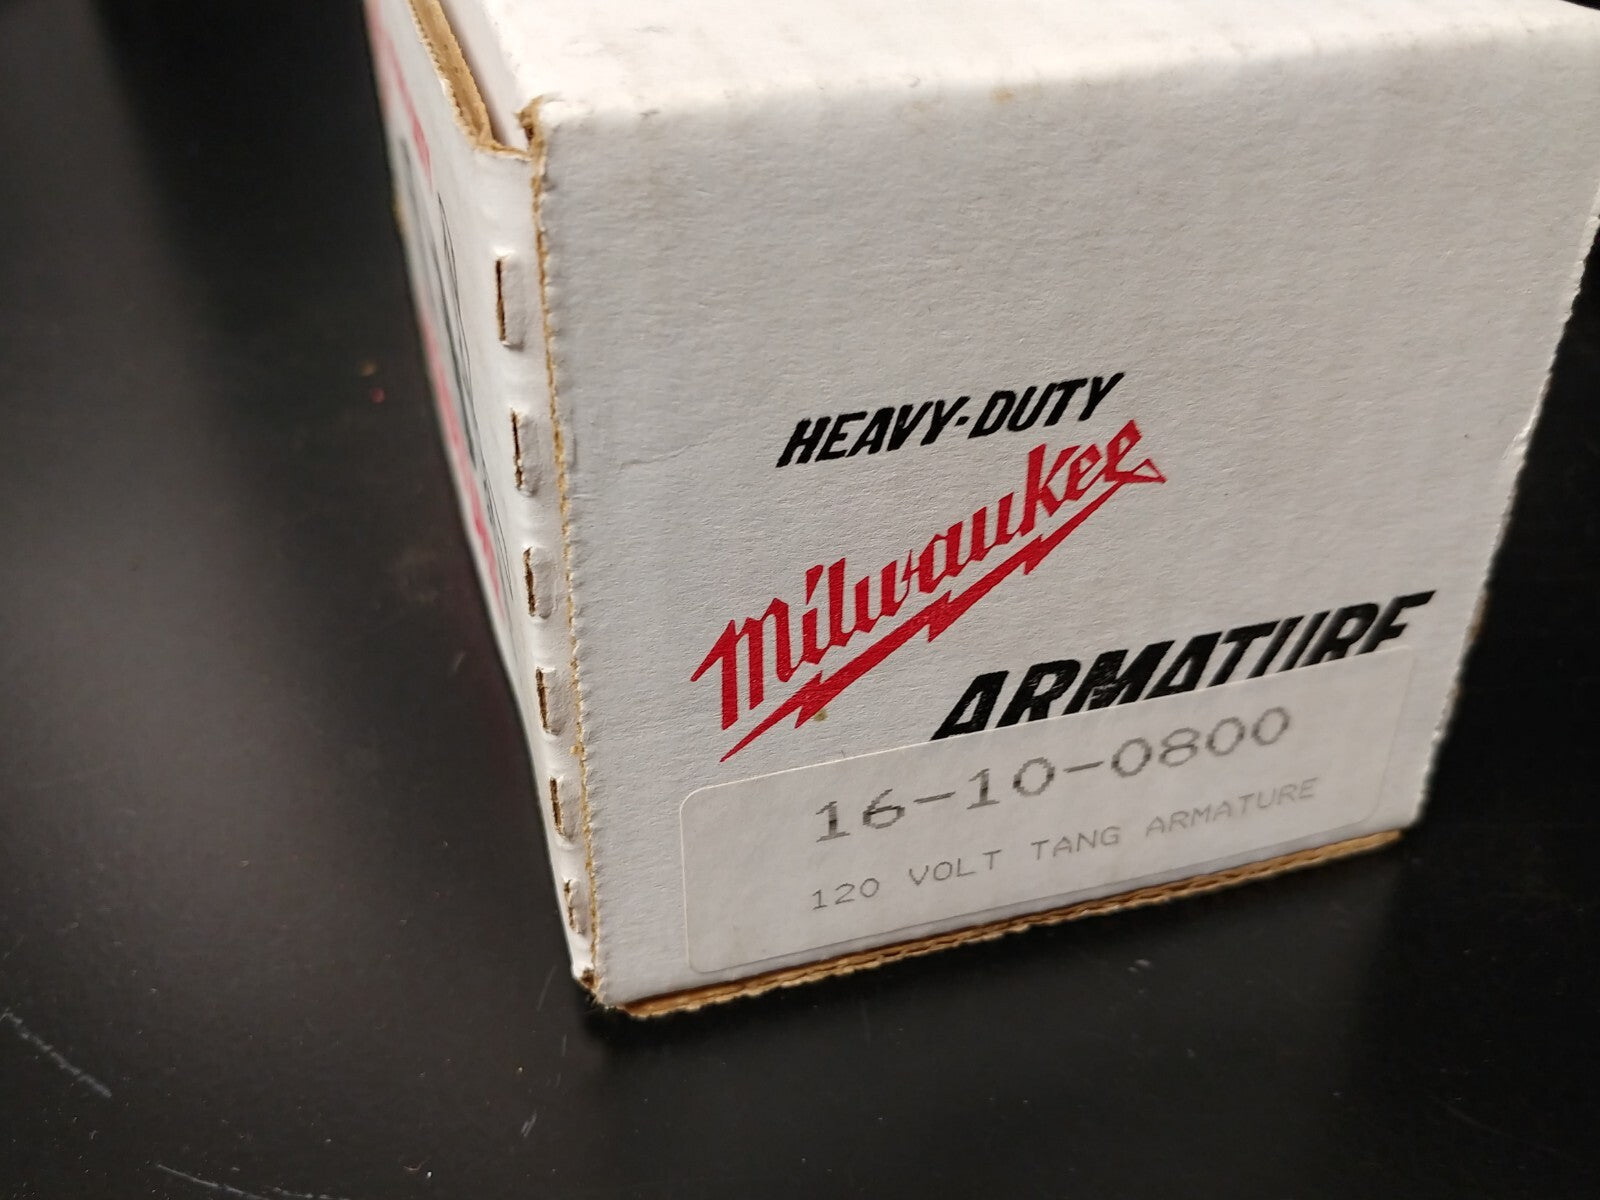 HEAVY-DUTY
Milwaukee
ARMATURE
16-10-0800
120 VOLT TANG ARMATURE